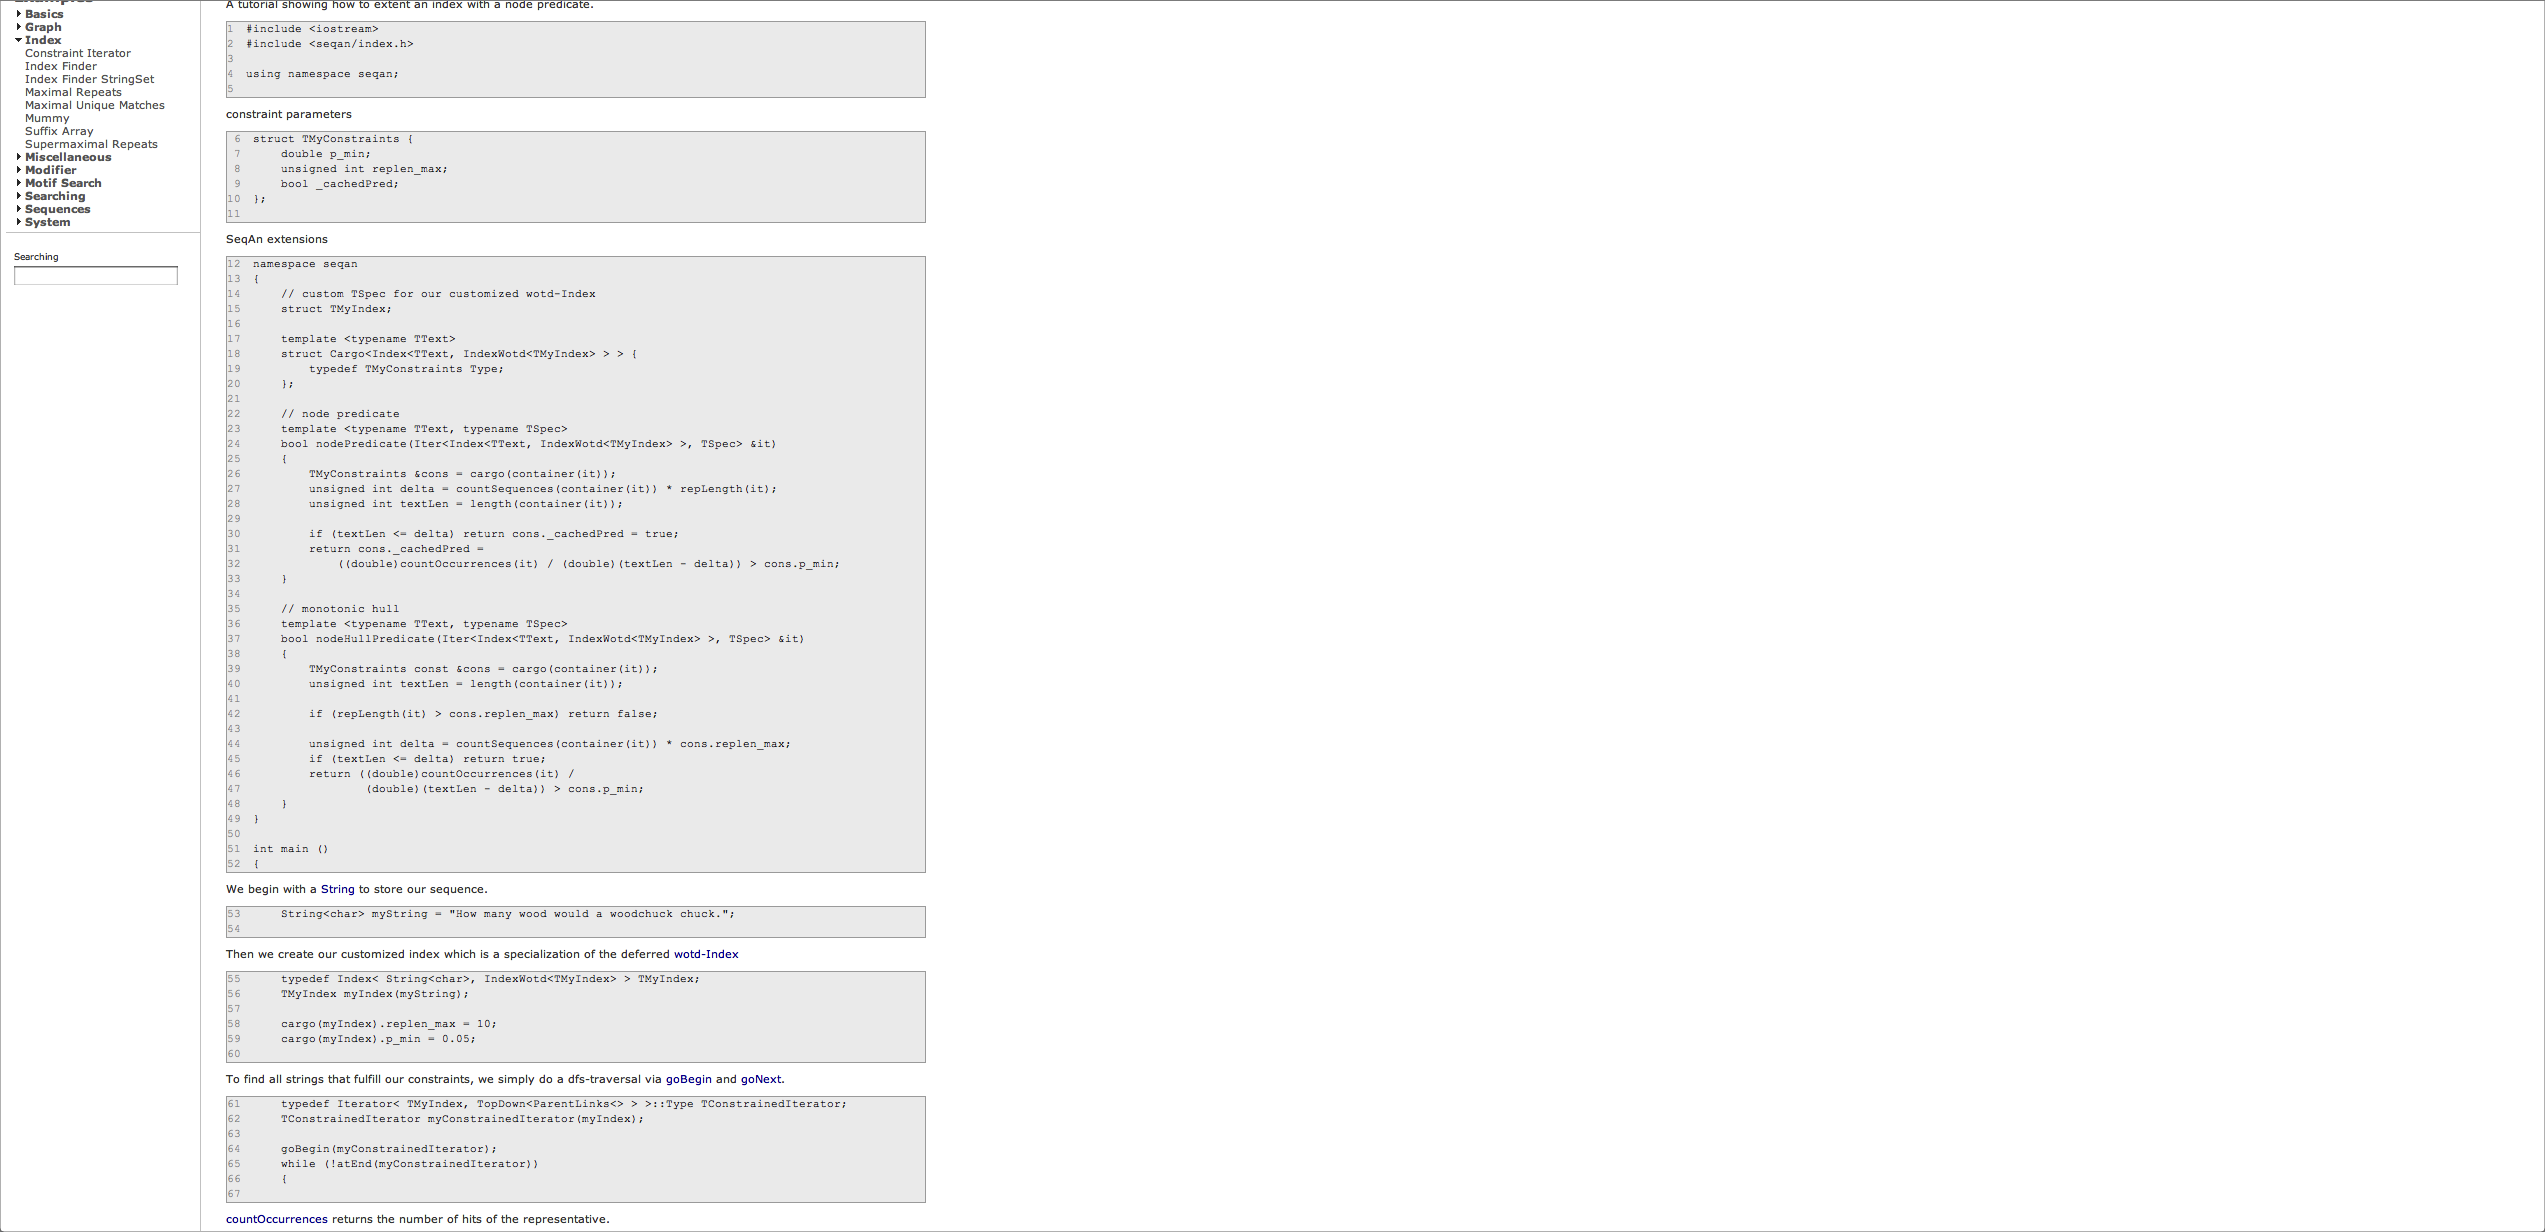 Basics
Graph
Index
Constraint Iterator
Index Finder
Index Finder StringSet
Maximal Repeats
Maximal Unique Matches
Mummy
Suffix Array
Supermaximal Repeats
Miscellaneous
Modifier
Motif Search
Searching
Sequences
System
Searching
A tutorial showing how to extent an index with a node predicate.
1 #include <iostream>
2 #include <seqan/index.h>
3
4 using namespace seqan;
5
constraint parameters
6 struct TMyConstraints {
7     double p_min;
8     unsigned int replen_max;
9     bool _cachedPred;
10 };
11
SeqAn extensions
12 namespace seqan
13 {
14     // custom TSpec for our customized wotd-Index
15     struct TMyIndex;
16
17     template <typename TText>
18     struct Cargo<Index<TText, IndexWotd<TMyIndex> > > {
19         typedef TMyConstraints Type;
20     };
21
22     // node predicate
23     template <typename TText, typename TSpec>
24     bool nodePredicate(Iter<Index<TText, IndexWotd<TMyIndex> >, TSpec> &it)
25     {
26         TMyConstraints &cons = cargo(container(it));
27         unsigned int delta = countSequences(container(it)) * repLength(it);
28         unsigned int textLen = length(container(it));
29
30         if (textLen <= delta) return cons._cachedPred = true;
31         return cons._cachedPred =
32             ((double)countOccurrences(it) / (double)(textLen - delta)) > cons.p_min;
33     }
34
35     // monotonic hull
36     template <typename TText, typename TSpec>
37     bool nodeHullPredicate(Iter<Index<TText, IndexWotd<TMyIndex> >, TSpec> &it)
38     {
39         TMyConstraints const &cons = cargo(container(it));
40         unsigned int textLen = length(container(it));
41
42         if (repLength(it) > cons.replen_max) return false;
43
44         unsigned int delta = countSequences(container(it)) * cons.replen_max;
45         if (textLen <= delta) return true;
46         return ((double)countOccurrences(it) /
47                 (double)(textLen - delta)) > cons.p_min;
48     }
49 }
50
51 int main ()
52 {
We begin with a String to store our sequence.
53     String<char> myString = "How many wood would a woodchuck chuck.";
54
Then we create our customized index which is a specialization of the deferred wotd-Index
55     typedef Index< String<char>, IndexWotd<TMyIndex> > TMyIndex;
56     TMyIndex myIndex(myString);
57
58     cargo(myIndex).replen_max = 10;
59     cargo(myIndex).p_min = 0.05;
60
To find all strings that fulfill our constraints, we simply do a dfs-traversal via goBegin and goNext.
61     typedef Iterator< TMyIndex, TopDown<ParentLinks<> > >::Type TConstrainedIterator;
62     TConstrainedIterator myConstrainedIterator(myIndex);
63
64     goBegin(myConstrainedIterator);
65     while (!atEnd(myConstrainedIterator))
66     {
67
countOccurrences returns the number of hits of the representative.